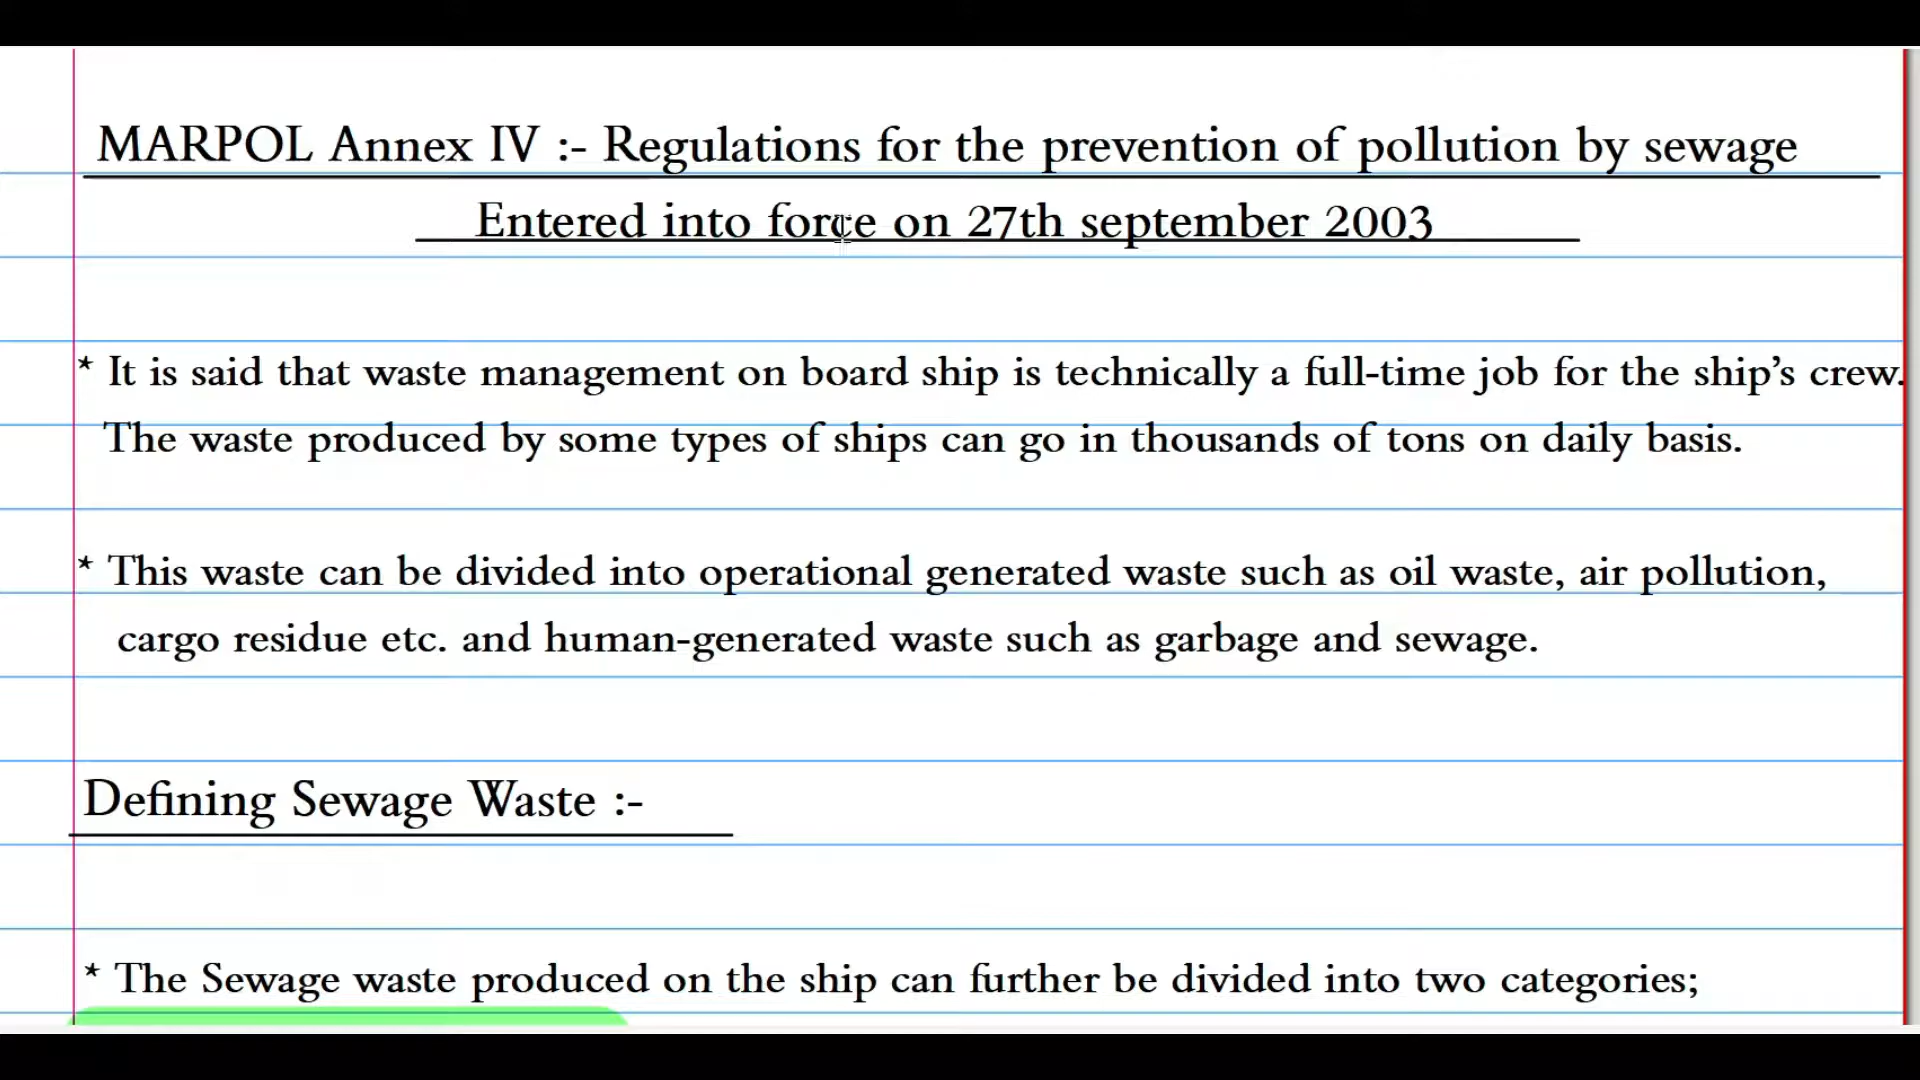 MARPOL Annex IV :- Regulations for the prevention of pollution by sewage
Entered into force on 27th september 2003
* It is said that waste management on board ship is technically a full-time job for the ship's crew.
The waste produced by some types of ships can go in thousands of tons on daily basis.
* This waste can be divided into operational generated waste such as oil waste, air pollution,
cargo residue etc. and human-generated waste such as garbage and sewage.
Defining Sewage Waste :-
* The Sewage waste produced on the ship can further be divided into two categories;